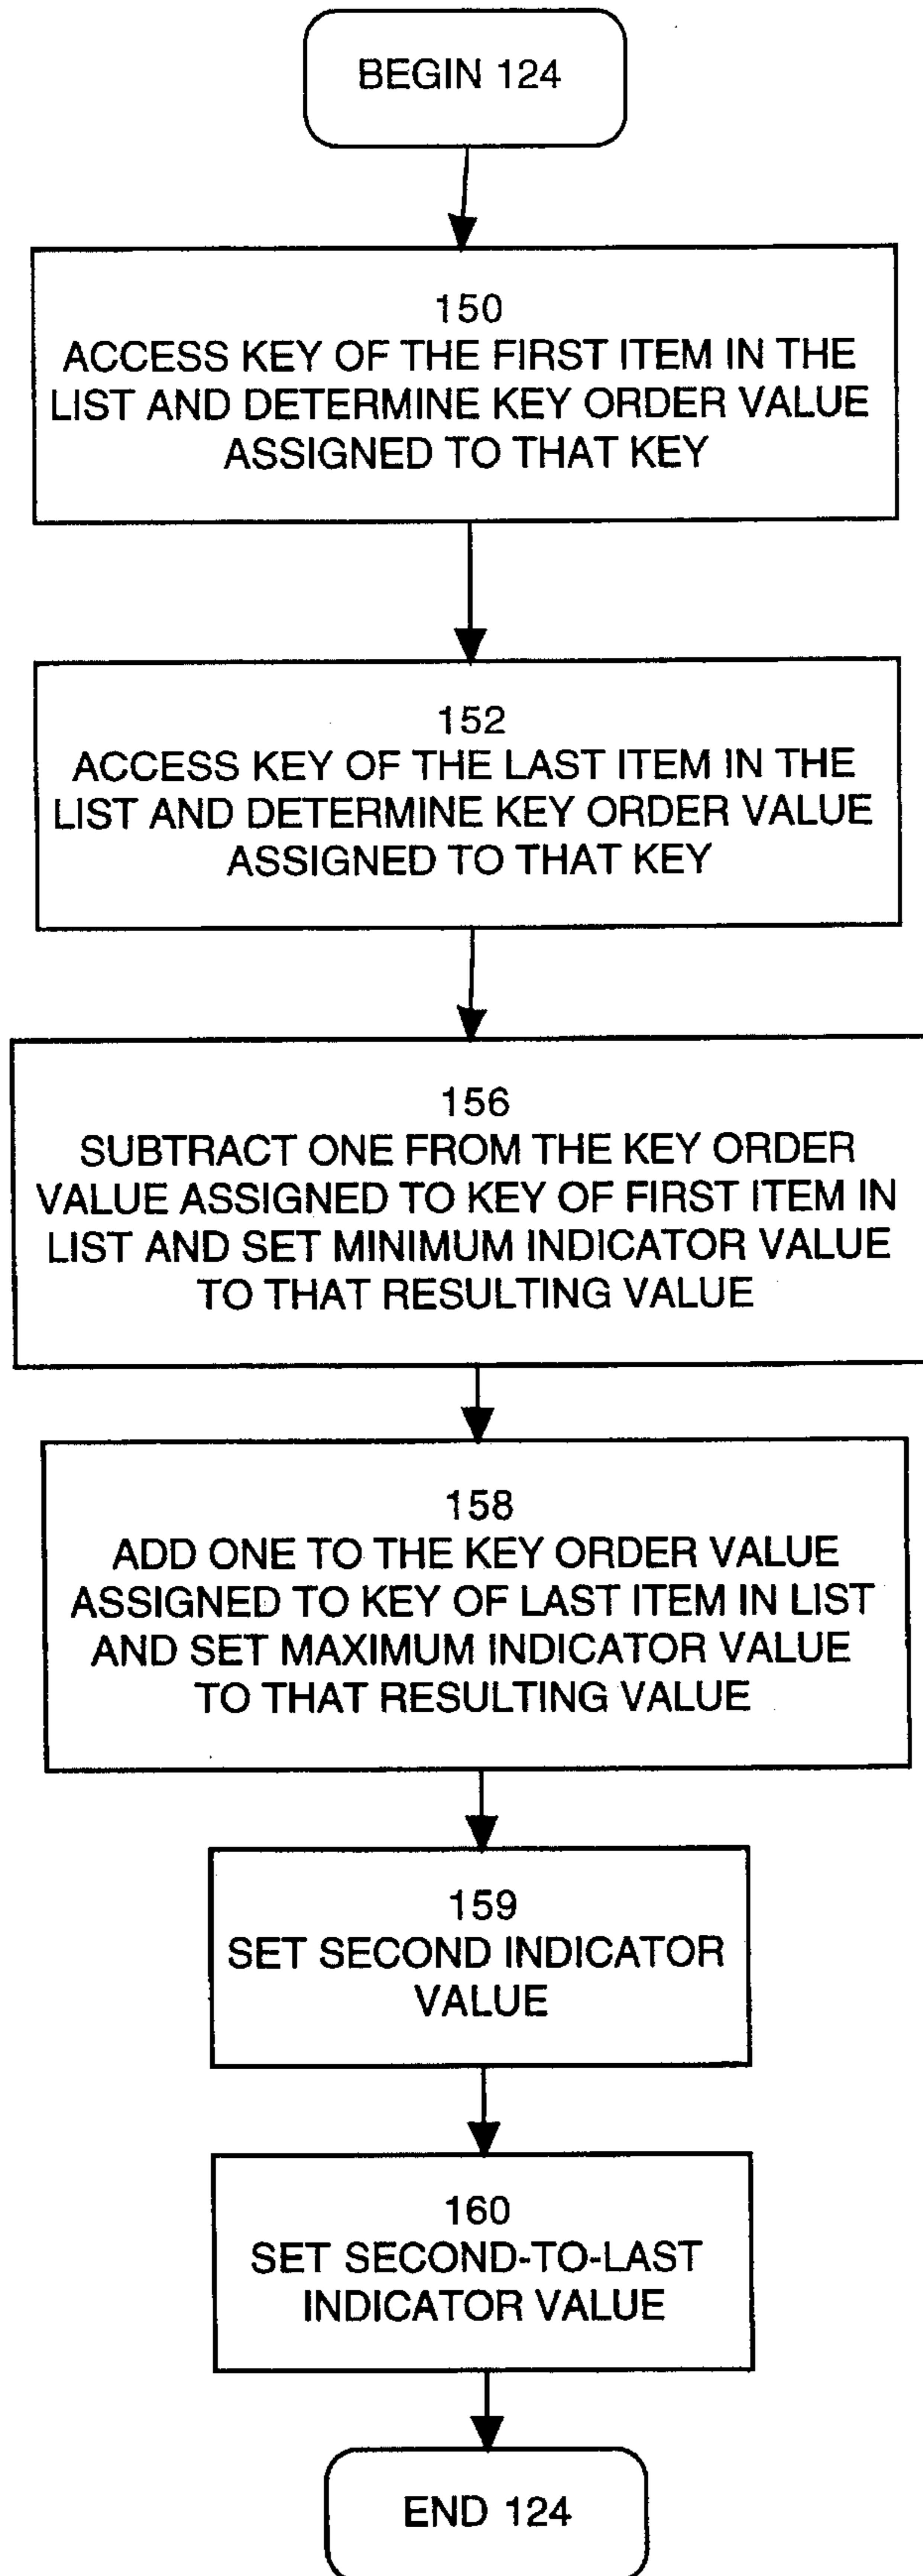 BEGIN 124
150
ACCESS KEY OF THE FIRST ITEM IN THE
LIST AND DETERMINE KEY ORDER VALUE
ASSIGNED TO THAT KEY
152
ACCESS KEY OF THE LAST ITEM IN THE
LIST AND DETERMINE KEY ORDER VALUE
ASSIGNED TO THAT KEY
156
SUBTRACT ONE FROM THE KEY ORDER
VALUE ASSIGNED TO KEY OF FIRST ITEM IN
LIST AND SET MINIMUM INDICATOR VALUE
TO THAT RESULTING VALUE
158
ADD ONE TO THE KEY ORDER VALUE
ASSIGNED TO KEY OF LAST ITEM IN LIST
AND SET MAXIMUM INDICATOR VALUE
TO THAT RESULTING VALUE
159
SET SECOND INDICATOR
VALUE
160
SET SECOND-TO-LAST
INDICATOR VALUE
END 124